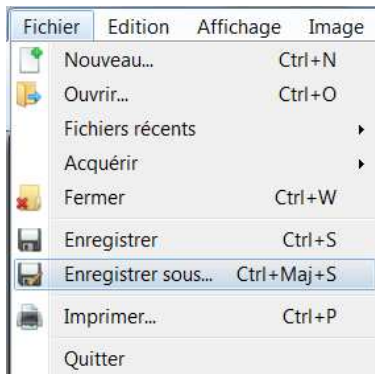 Fichier Edition Affichage Image
Nouveau... Ctrl+N
Ouvrir... Ctrl+O
Fichiers récents
Acquérir
Fermer Ctrl+W
Enregistrer Ctrl+S
Enregistrer sous... Ctrl+Maj+S
Imprimer... Ctrl+P
Quitter